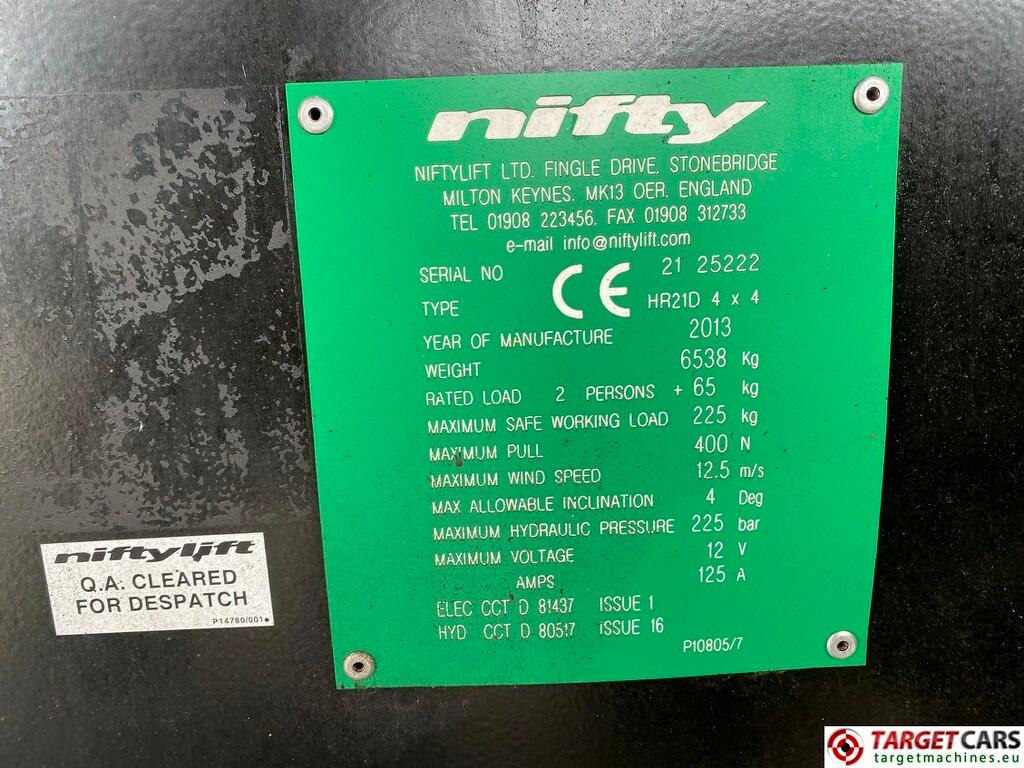 nifty
NIFTYLIFT LTD. FINGLE DRIVE. STONEBRIDGE
MILTON KEYNES. MK13 OER. ENGLAND
TEL 01908 223456. FAX 01908 312733
e-mail info@niftylift.com
SERIAL NO CE 21 25222
TYPE HR21D 4 x 4
YEAR OF MANUFACTURE 2013
WEIGHT 6538 Kg
RATED LOAD 2 PERSONS + 65 kg
MAXIMUM SAFE WORKING LOAD 225 kg
MAXIMUM PULL 400 N
MAXIMUM WIND SPEED 12.5 m/s
MAX ALLOWABLE INCLINATION 4 Deg
MAXIMUM HYDRAULIC PRESSURE 225 bar
MAXIMUM VOLTAGE 12 V
AMPS 125 A
ELEC CCT D 81437 ISSUE 1
HYD CCT D 80517 ISSUE 16
P10805/7
niftylift
Q.A. CLEARED
FOR DESPATCH
P14780/001
TARGETCARS
targetmachines.eu